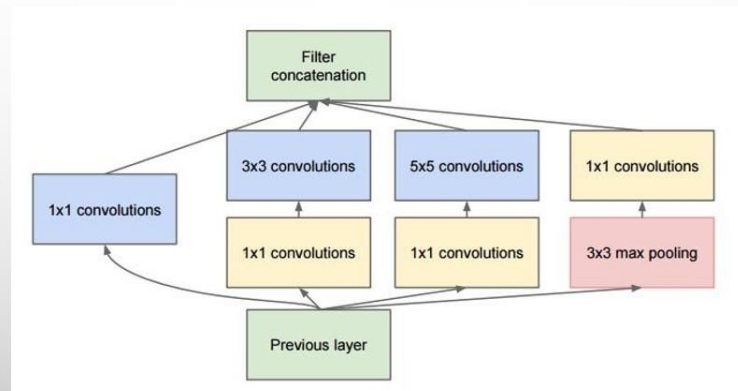 Filter
concatenation
3x3 convolutions
5x5 convolutions
1x1 convolutions
1x1 convolutions
1x1 convolutions
1x1 convolutions
3x3 max pooling
Previous layer